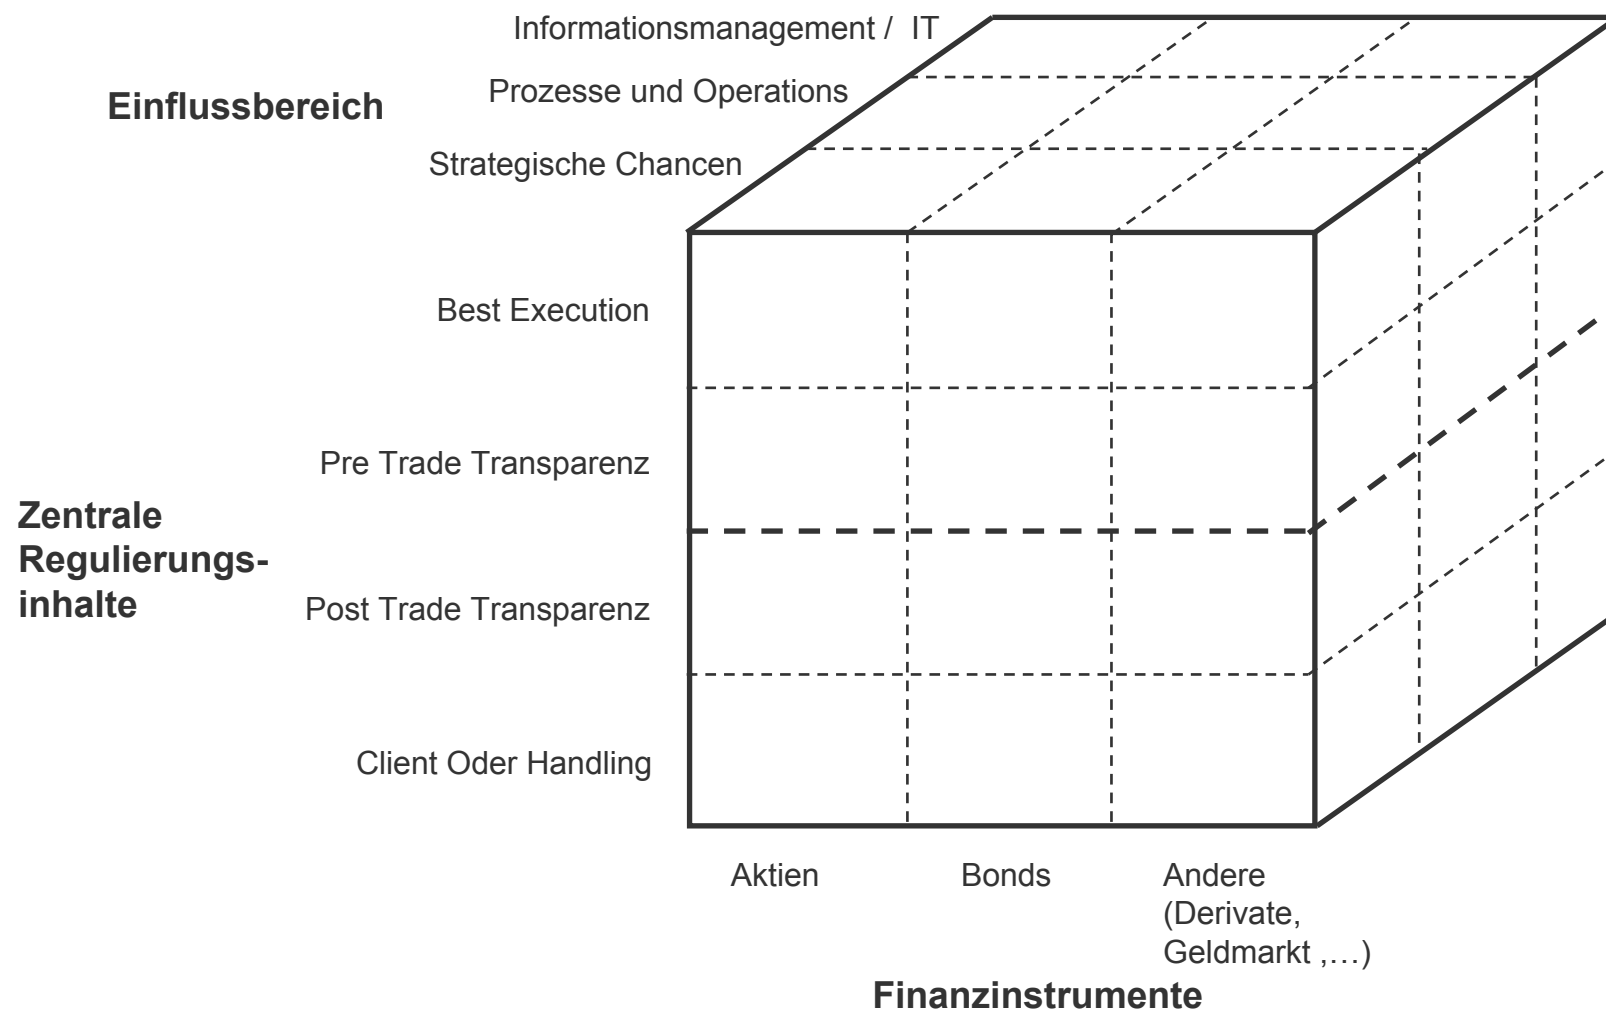 Informationsmanagement / IT
Einflussbereich
Prozesse und Operations
Strategische Chancen
Best Execution
Pre Trade Transparenz
Zentrale
Regulierungs-
inhalte
Post Trade Transparenz
Client Oder Handling
Aktien
Bonds
Andere
(Derivate,
Geldmarkt ,…)
Finanzinstrumente